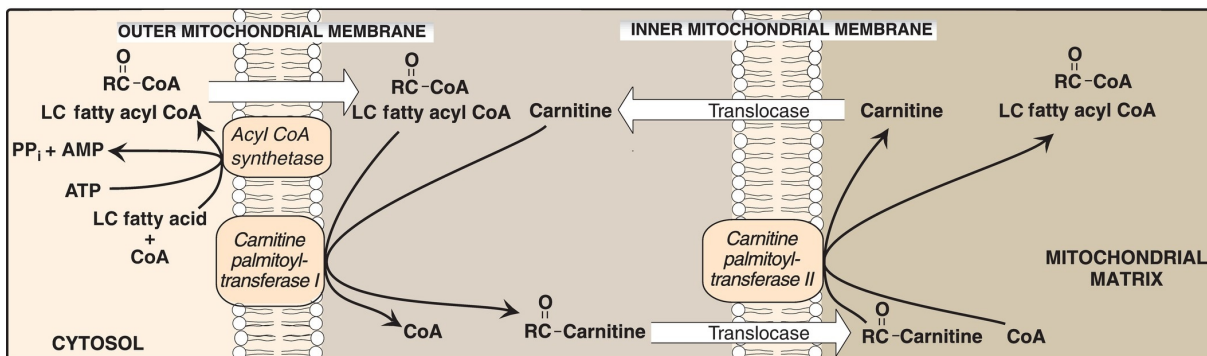 OUTER MITOCHONDRIAL MEMBRANE
INNER MITOCHONDRIAL MEMBRANE
O
RC-CoA
LC fatty acyl CoA
Acyl CoA
synthetase
PPi + AMP
ATP
LC fatty acid
+
CoA
Carnitine
palmitoyl-
transferase I
CYTOSOL
O
RC-CoA
LC fatty acyl CoA
Carnitine
Translocase
Carnitine
O
RC-CoA
LC fatty acyl CoA
CoA
O
RC-Carnitine
Translocase
Carnitine
palmitoyl-
transferase II
O
RC-Carnitine
CoA
MITOCHONDRIAL
MATRIX